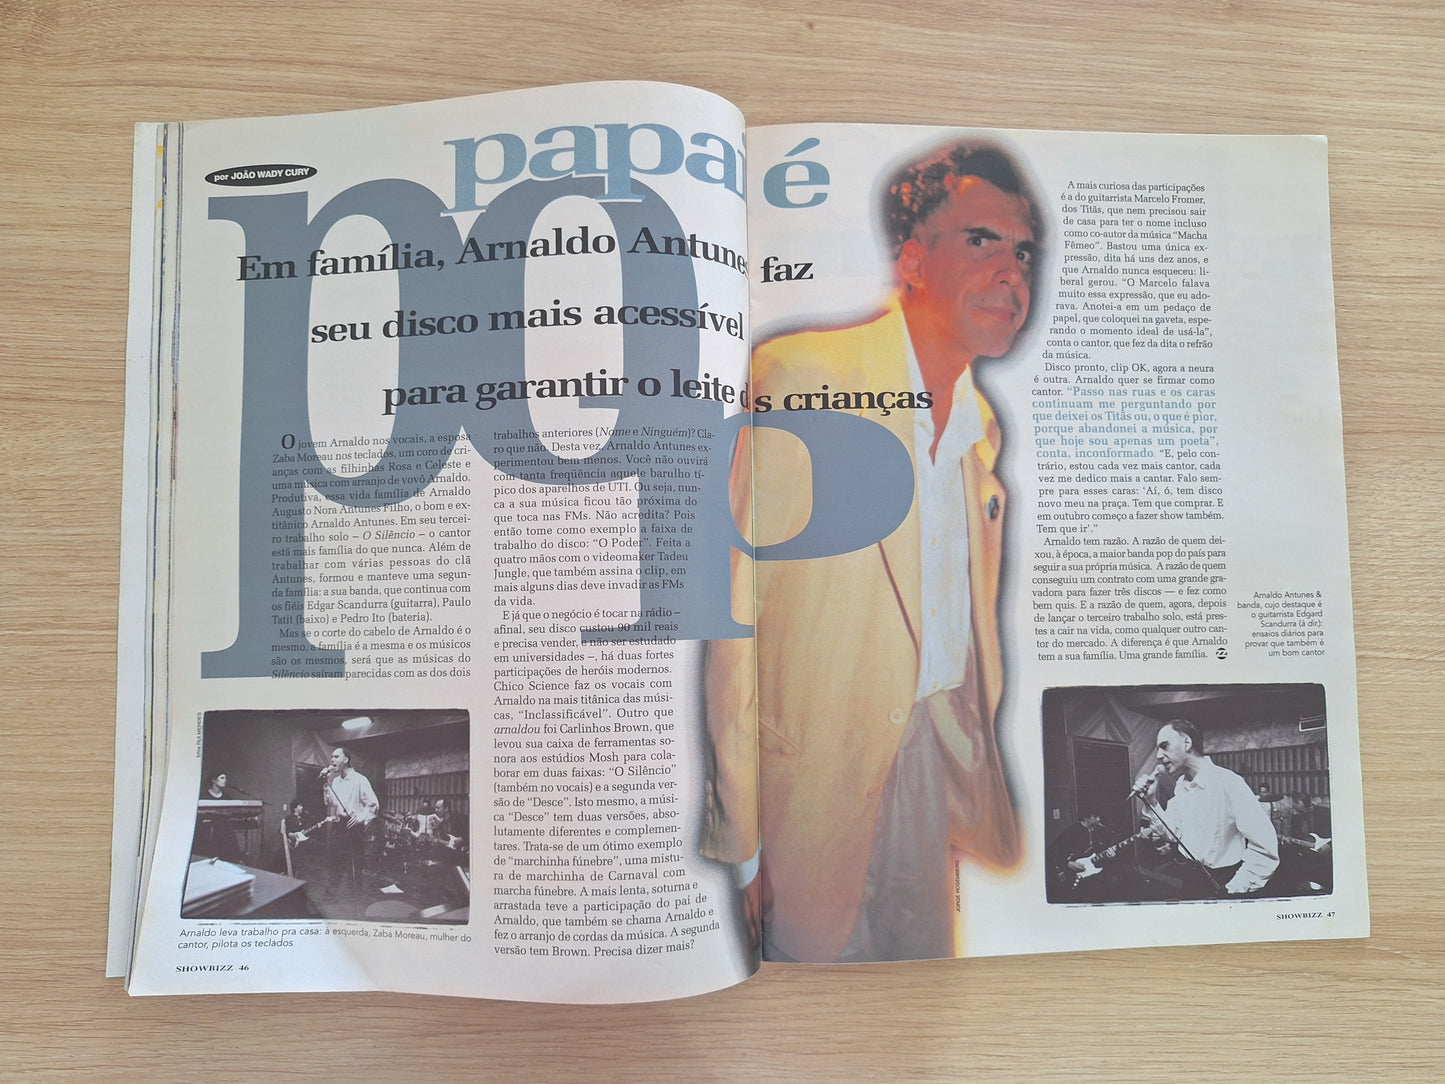 por JOÃO WADY CURY
papai é
pop
Em família, Arnaldo Antunes faz
seu disco mais acessível
para garantir o leite das crianças
O jovem Arnaldo nos vocais, a esposa
Zaba Moreau nos teclados, um coro de cri-
anças com as filhinhas Rosa e Celeste e
uma música com arranjo de vovô Arnaldo.
Produtiva, essa vida família de Arnaldo
Augusto Nora Antunes Filho, o bom e ex-
titânico Arnaldo Antunes. Em seu tercei-
ro trabalho solo – O Silêncio – o cantor
está mais família do que nunca. Além de
trabalhar com várias pessoas do clã
Antunes, formou e manteve uma segun-
da família: a sua banda, que continua com
os fiéis Edgar Scandurra (guitarra), Paulo
Tatit (baixo) e Pedro Ito (bateria).
Mas se o corte do cabelo de Arnaldo é o
mesmo, a família é a mesma e os músicos
são os mesmos, será que as músicas do
Silêncio saíram parecidas com as dos dois
trabalhos anteriores (Nome e Ninguém)? Cla-
ro que não. Desta vez, Arnaldo Antunes ex-
perimentou bem menos. Você não ouvirá
com tanta freqüência aquele barulho tí-
pico dos aparelhos de UTI. Ou seja, nun-
ca a sua música ficou tão próxima do
que toca nas FMs. Não acredita? Pois
então tome como exemplo a faixa de
trabalho do disco: “O Poder”. Feita a
quatro mãos com o videomaker Tadeu
Jungle, que também assina o clip, em
mais alguns dias deve invadir as FMs
da vida.
E já que o negócio é tocar na rádio –
afinal, seu disco custou 90 mil reais
e precisa vender, e não ser estudado
em universidades –, há duas fortes
participações de heróis modernos.
Chico Science faz os vocais com
Arnaldo na mais titânica das músi-
cas, “Inclassificável”. Outro que
arnaldou foi Carlinhos Brown, que
levou sua caixa de ferramentas so-
nora aos estúdios Mosh para cola-
borar em duas faixas: “O Silêncio”
(também no vocais) e a segunda ver-
são de “Desce”. Isto mesmo, a músi-
ca “Desce” tem duas versões, abso-
lutamente diferentes e complemen-
tares. Trata-se de um ótimo exemplo
de “marchinha fúnebre”, uma mistu-
ra de marchinha de Carnaval com
marcha fúnebre. A mais lenta, soturna e
arrastada teve a participação do pai de
Arnaldo, que também se chama Arnaldo e
fez o arranjo de cordas da música. A segunda
versão tem Brown. Precisa dizer mais?
RUI MENDES
Arnaldo leva trabalho pra casa: à esquerda, Zaba Moreau, mulher do
cantor, pilota os teclados
SHOWBIZZ 46
A mais curiosa das participações
é a do guitarrista Marcelo Fromer,
dos Titãs, que nem precisou sair
de casa para ter o nome incluso
como co-autor da música “Macha
Fêmeo”. Bastou uma única ex-
pressão, dita há uns dez anos, e
que Arnaldo nunca esqueceu: li-
beral gerou. “O Marcelo falava
muito essa expressão, que eu ado-
rava. Anotei-a em um pedaço de
papel, que coloquei na gaveta, espe-
rando o momento ideal de usá-la”,
conta o cantor, que fez da dita o refrão
da música.
Disco pronto, clip OK, agora a neura
é outra. Arnaldo quer se firmar como
cantor. “Passo nas ruas e os caras
continuam me perguntando por
que deixei os Titãs ou, o que é pior,
porque abandonei a música, por
que hoje sou apenas um poeta”,
conta, inconformado. “E, pelo con-
trário, estou cada vez mais cantor, cada
vez me dedico mais a cantar. Falo sem-
pre para esses caras: ‘Aí, ó, tem disco
novo meu na praça. Tem que comprar. E
em outubro começo a fazer show também.
Tem que ir’.”
Arnaldo tem razão. A razão de quem dei-
xou, à época, a maior banda pop do país para
seguir a sua própria música. A razão de quem
conseguiu um contrato com uma grande gra-
vadora para fazer três discos — e fez como
bem quis. E a razão de quem, agora, depois
de lançar o terceiro trabalho solo, está pres-
tes a cair na vida, como qualquer outro can-
tor do mercado. A diferença é que Arnaldo
tem a sua família. Uma grande família.
Arnaldo Antunes &
banda, cujo destaque é
o guitarrista Edgard
Scandurra (à dir.):
ensaios diários para
provar que também é
um bom cantor
JORGE ROSEMBERG
SHOWBIZZ 47